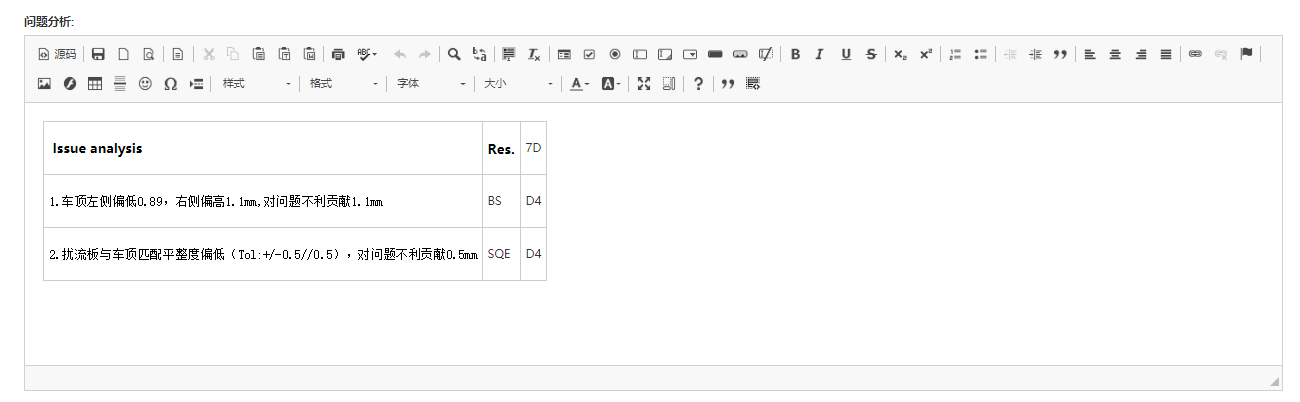 问题分析:
源码
样式 格式 字体 大小
Issue analysis Res. 7D
1.车顶左侧偏低0.89，右侧偏高1.1mm,对问题不利贡献1.1mm BS D4
2.扰流板与车顶匹配平整度偏低（Tol:+/-0.5//0.5），对问题不利贡献0.5mm SQE D4